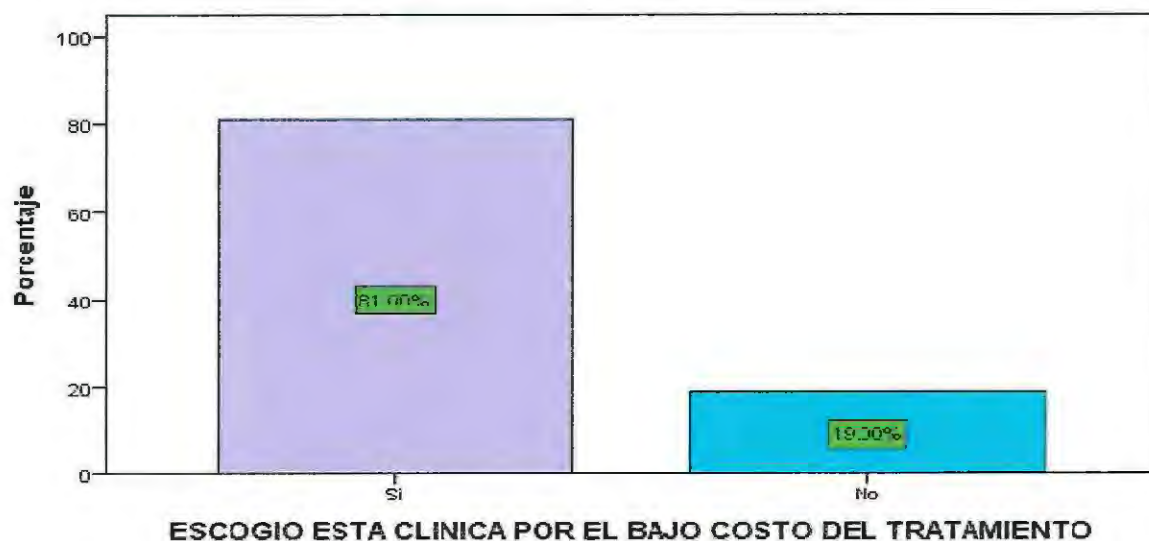 100
80
60
40
20
0
Porcentaje
81.00%
19.00%
Si
No
ESCOGIO ESTA CLINICA POR EL BAJO COSTO DEL TRATAMIENTO